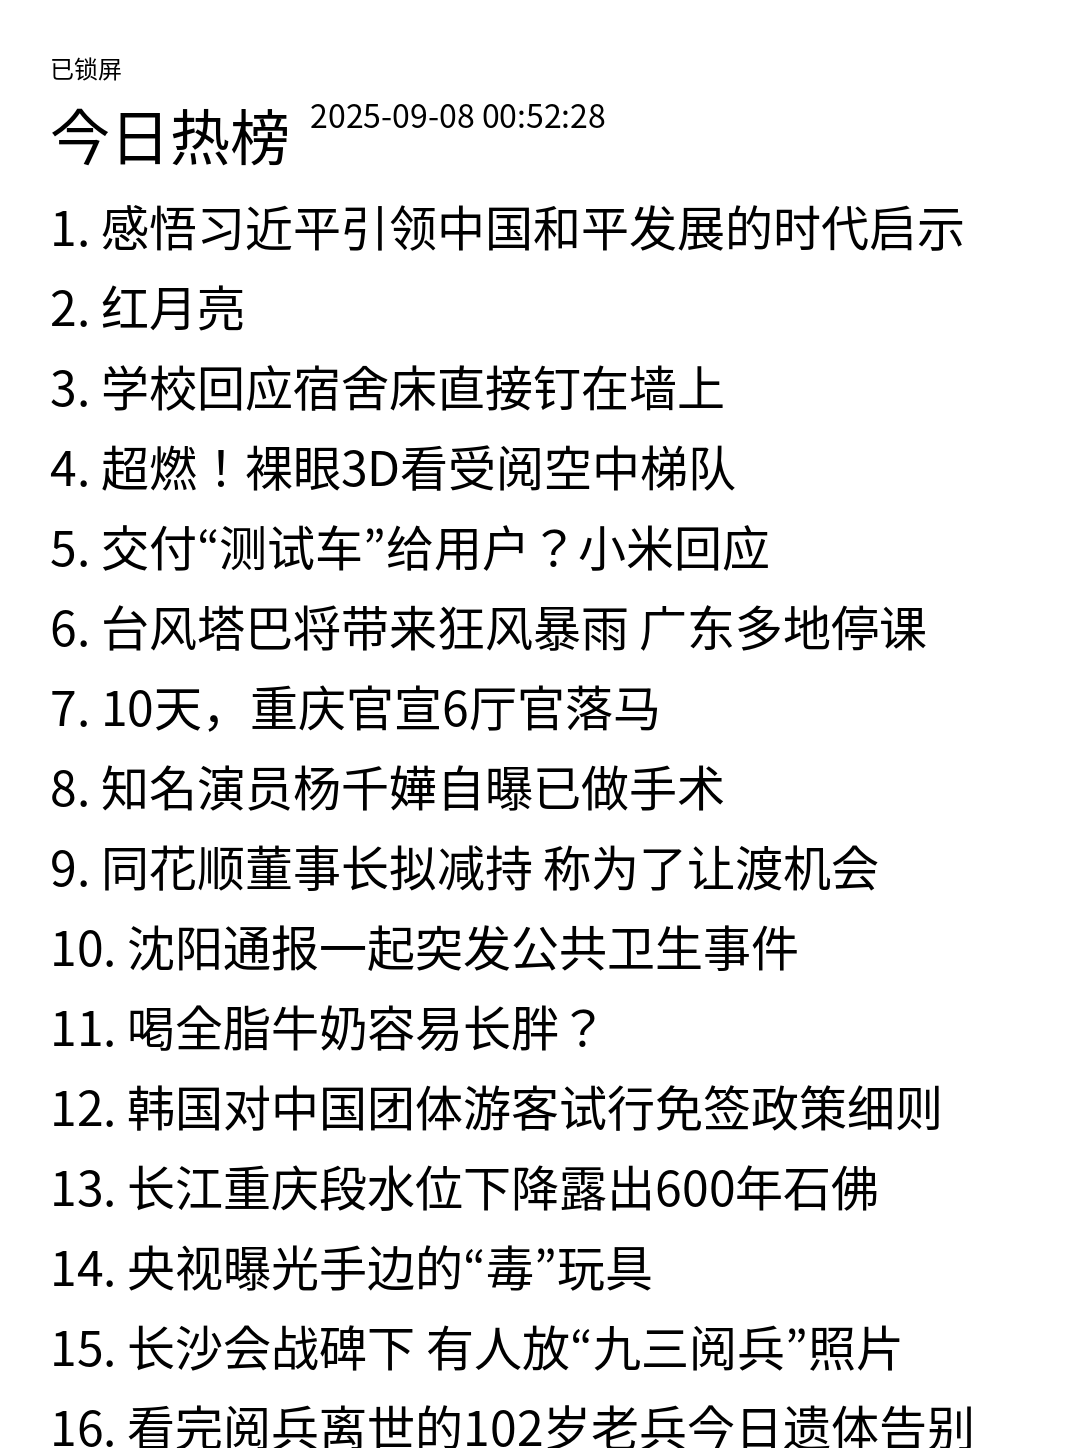 已锁屏
今日热榜 2025-09-08 00:52:28
1. 感悟习近平引领中国和平发展的时代启示
2. 红月亮
3. 学校回应宿舍床直接钉在墙上
4. 超燃！裸眼3D看受阅空中梯队
5. 交付“测试车”给用户？小米回应
6. 台风塔巴将带来狂风暴雨 广东多地停课
7. 10天，重庆官宣6厅官落马
8. 知名演员杨千嬅自曝已做手术
9. 同花顺董事长拟减持 称为了让渡机会
10. 沈阳通报一起突发公共卫生事件
11. 喝全脂牛奶容易长胖？
12. 韩国对中国团体游客试行免签政策细则
13. 长江重庆段水位下降露出600年石佛
14. 央视曝光手边的“毒”玩具
15. 长沙会战碑下 有人放“九三阅兵”照片
16. 看完阅兵离世的102岁老兵今日遗体告别